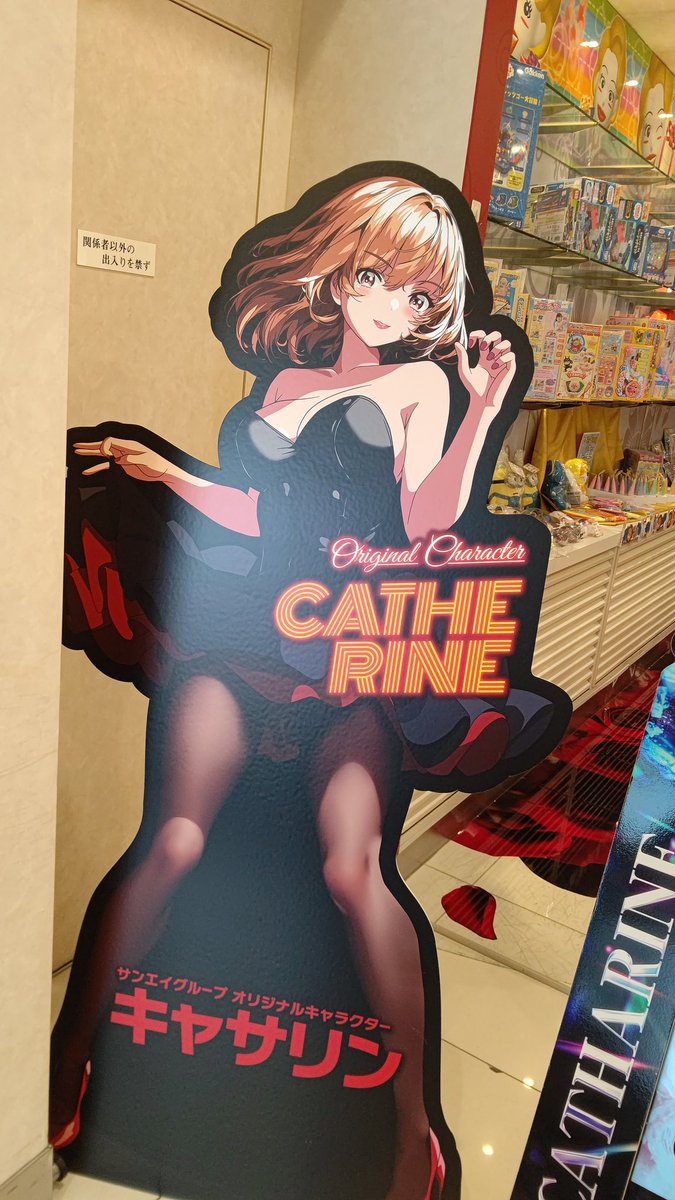 関係者以外の
出入りを禁ず
Original Character
CATHE
RINE
サンエイグループ オリジナルキャラクター
キャサリン
CATHARINE